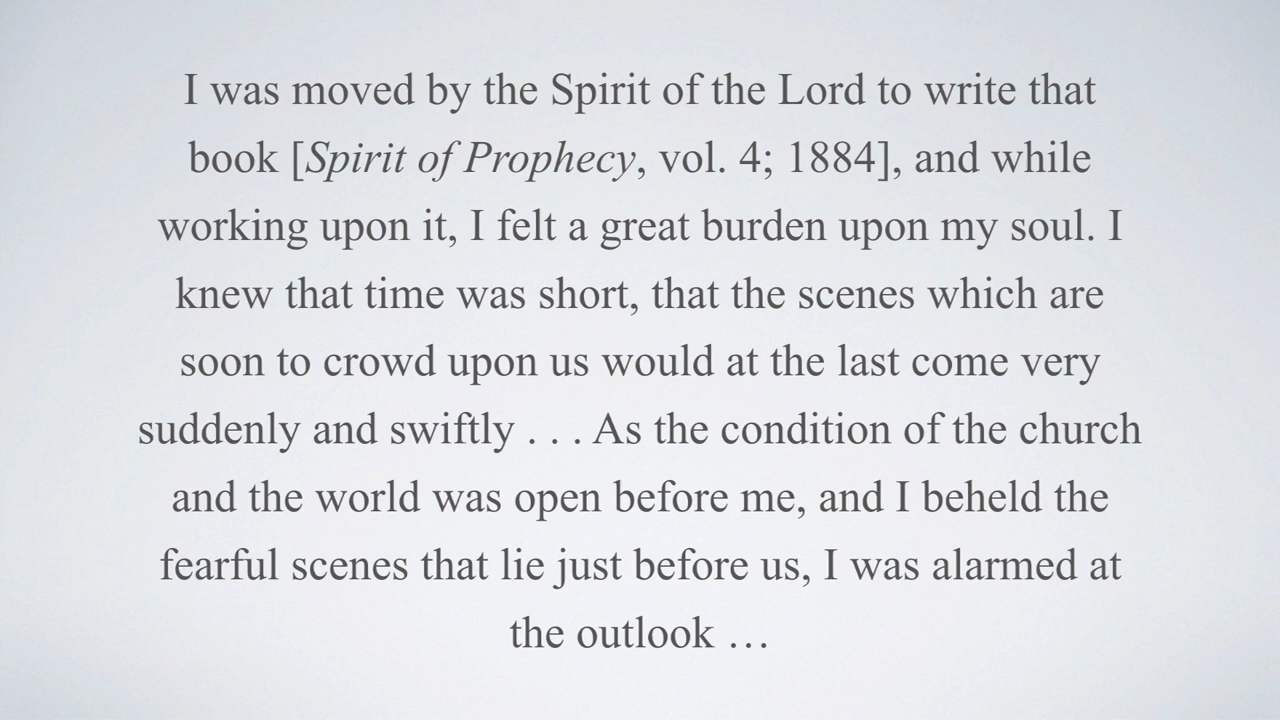 I was moved by the Spirit of the Lord to write that
book [Spirit of Prophecy, vol. 4; 1884], and while
working upon it, I felt a great burden upon my soul. I
knew that time was short, that the scenes which are
soon to crowd upon us would at the last come very
suddenly and swiftly . . . As the condition of the church
and the world was open before me, and I beheld the
fearful scenes that lie just before us, I was alarmed at
the outlook …